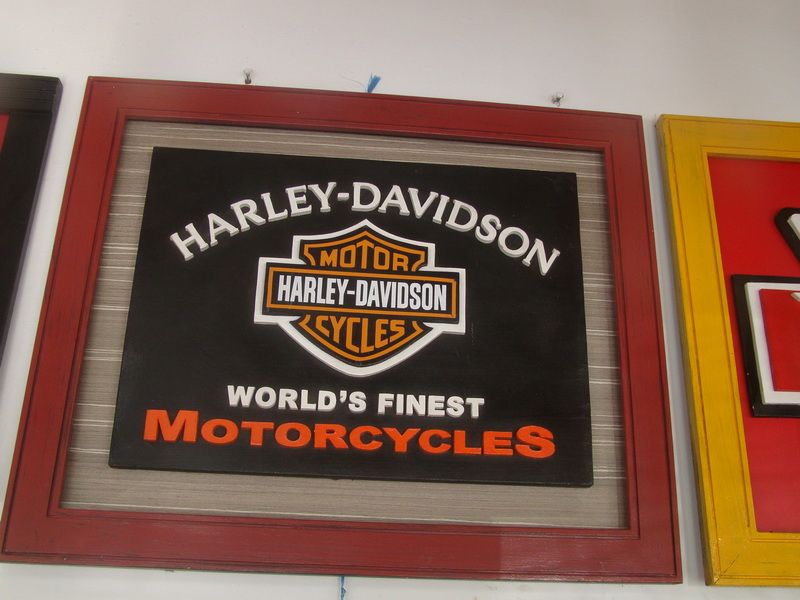 HARLEY-DAVIDSON
MOTOR
HARLEY-DAVIDSON
CYCLES
WORLD'S FINEST
MOTORCYCLES